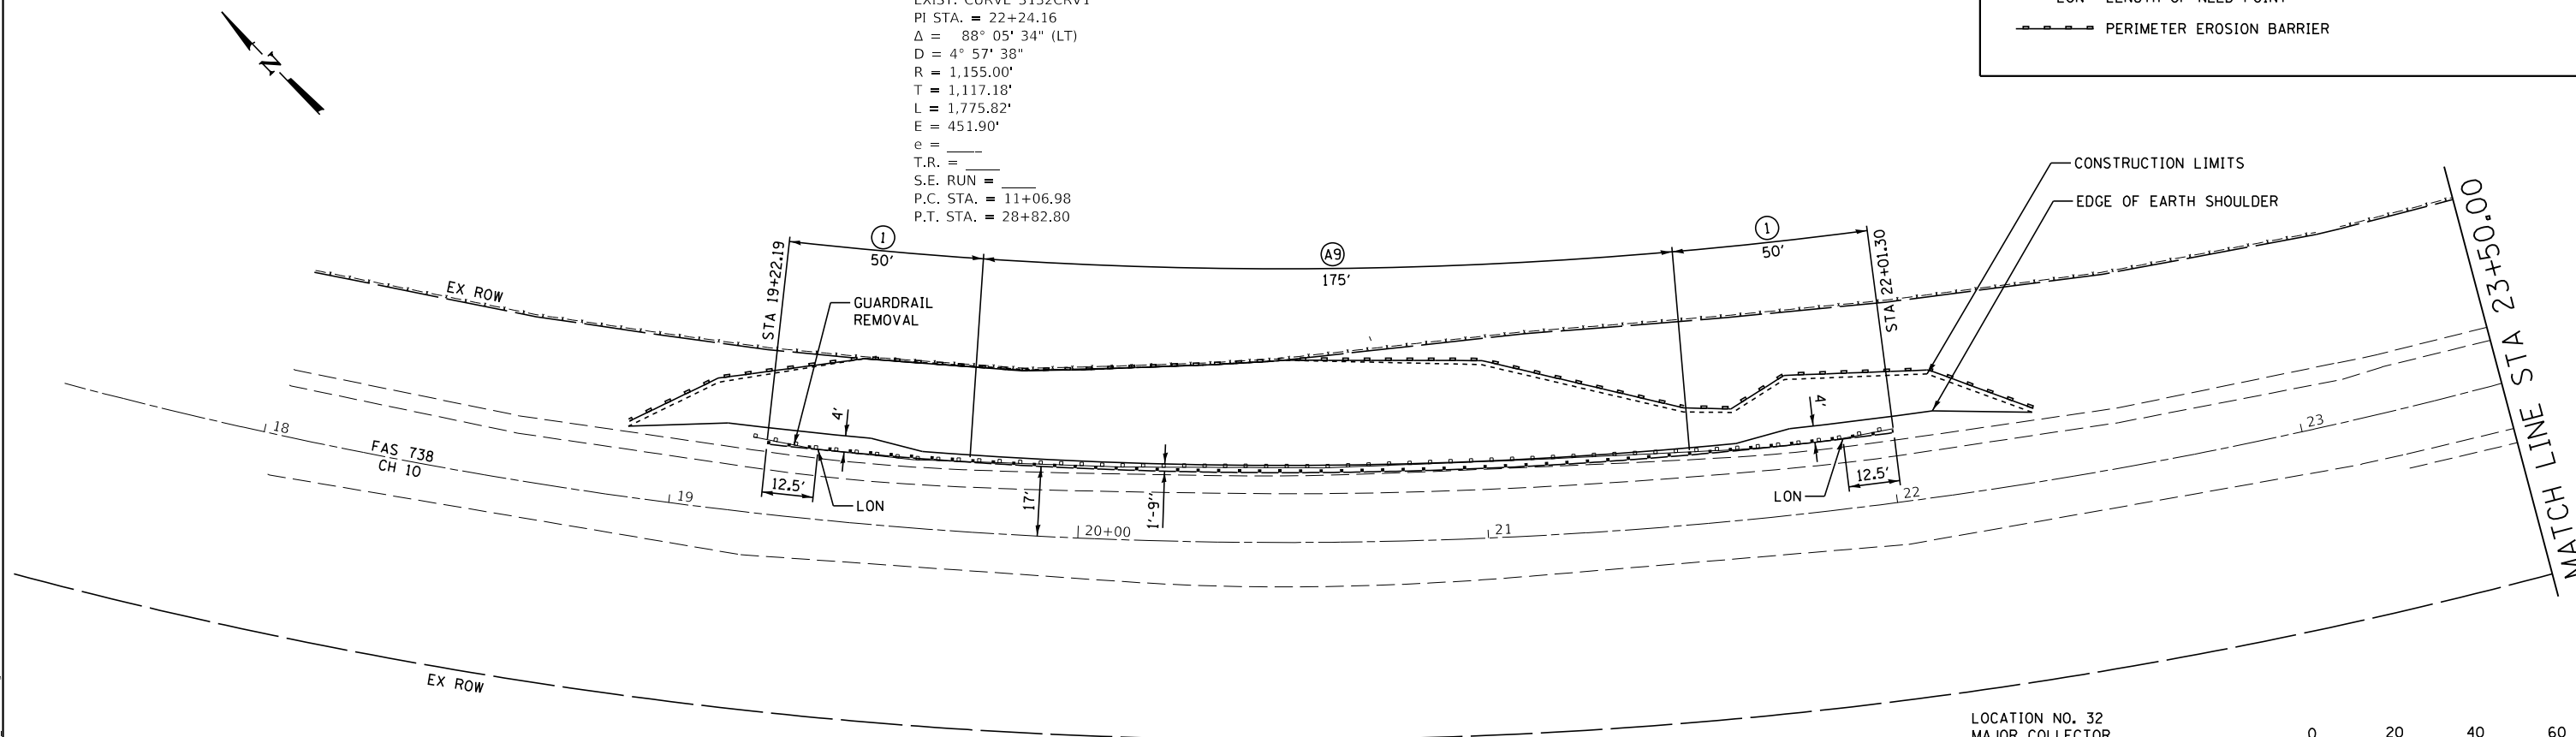 PI STA. = 22+24.16
Δ = 88° 05' 34" (LT)
D = 4° 57' 38"
R = 1,155.00'
T = 1,117.18'
L = 1,775.82'
E = 451.90'
e = ____
T.R. = ____
S.E. RUN = ____
P.C. STA. = 11+06.98
P.T. STA. = 28+82.80
PERIMETER EROSION BARRIER
N
CONSTRUCTION LIMITS
EDGE OF EARTH SHOULDER
1
50'
A9
175'
1
50'
STA 19+22.19
STA 22+01.30
EX ROW
GUARDRAIL
REMOVAL
4'
4'
18
FAS 738
CH 10
19
20+00
21
22
23
12.5'
LON
17'
1'-9"
LON
12.5'
MATCH LINE STA 23+50.00
EX ROW
LOCATION NO. 32
MAJOR COLLECTOR
0 20 40 60